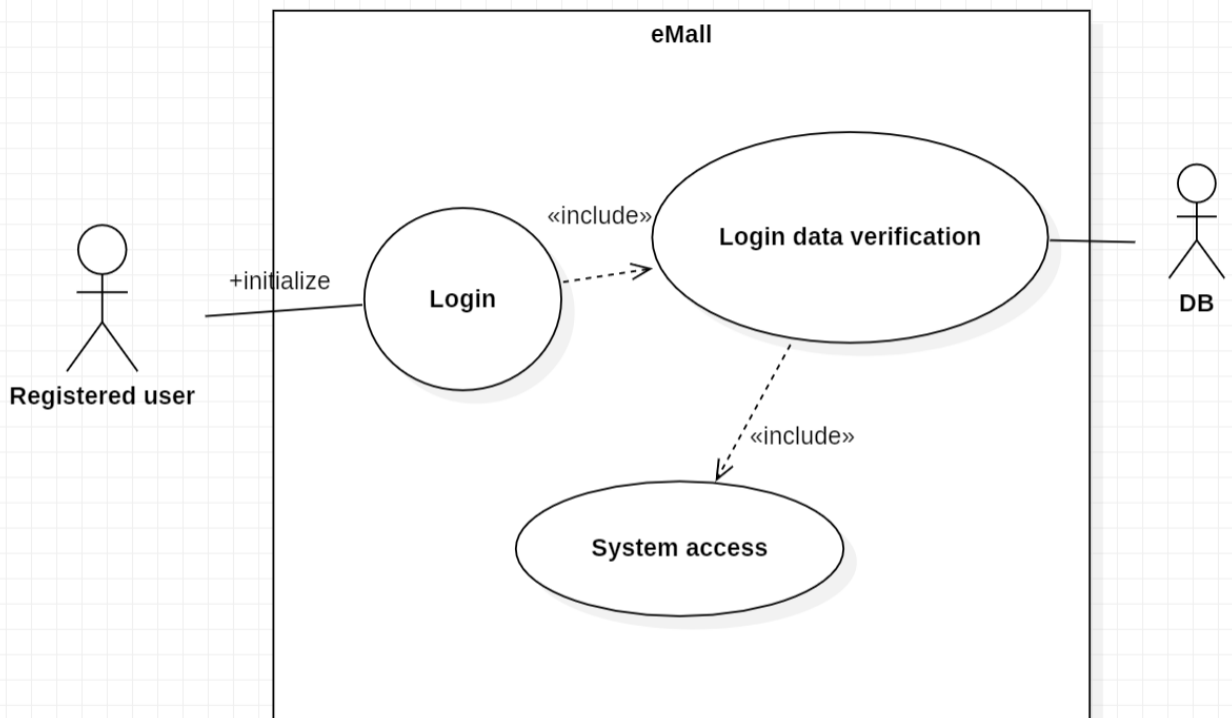 eMall
«include»
Login data verification
+initialize
Login
DB
Registered user
«include»
System access